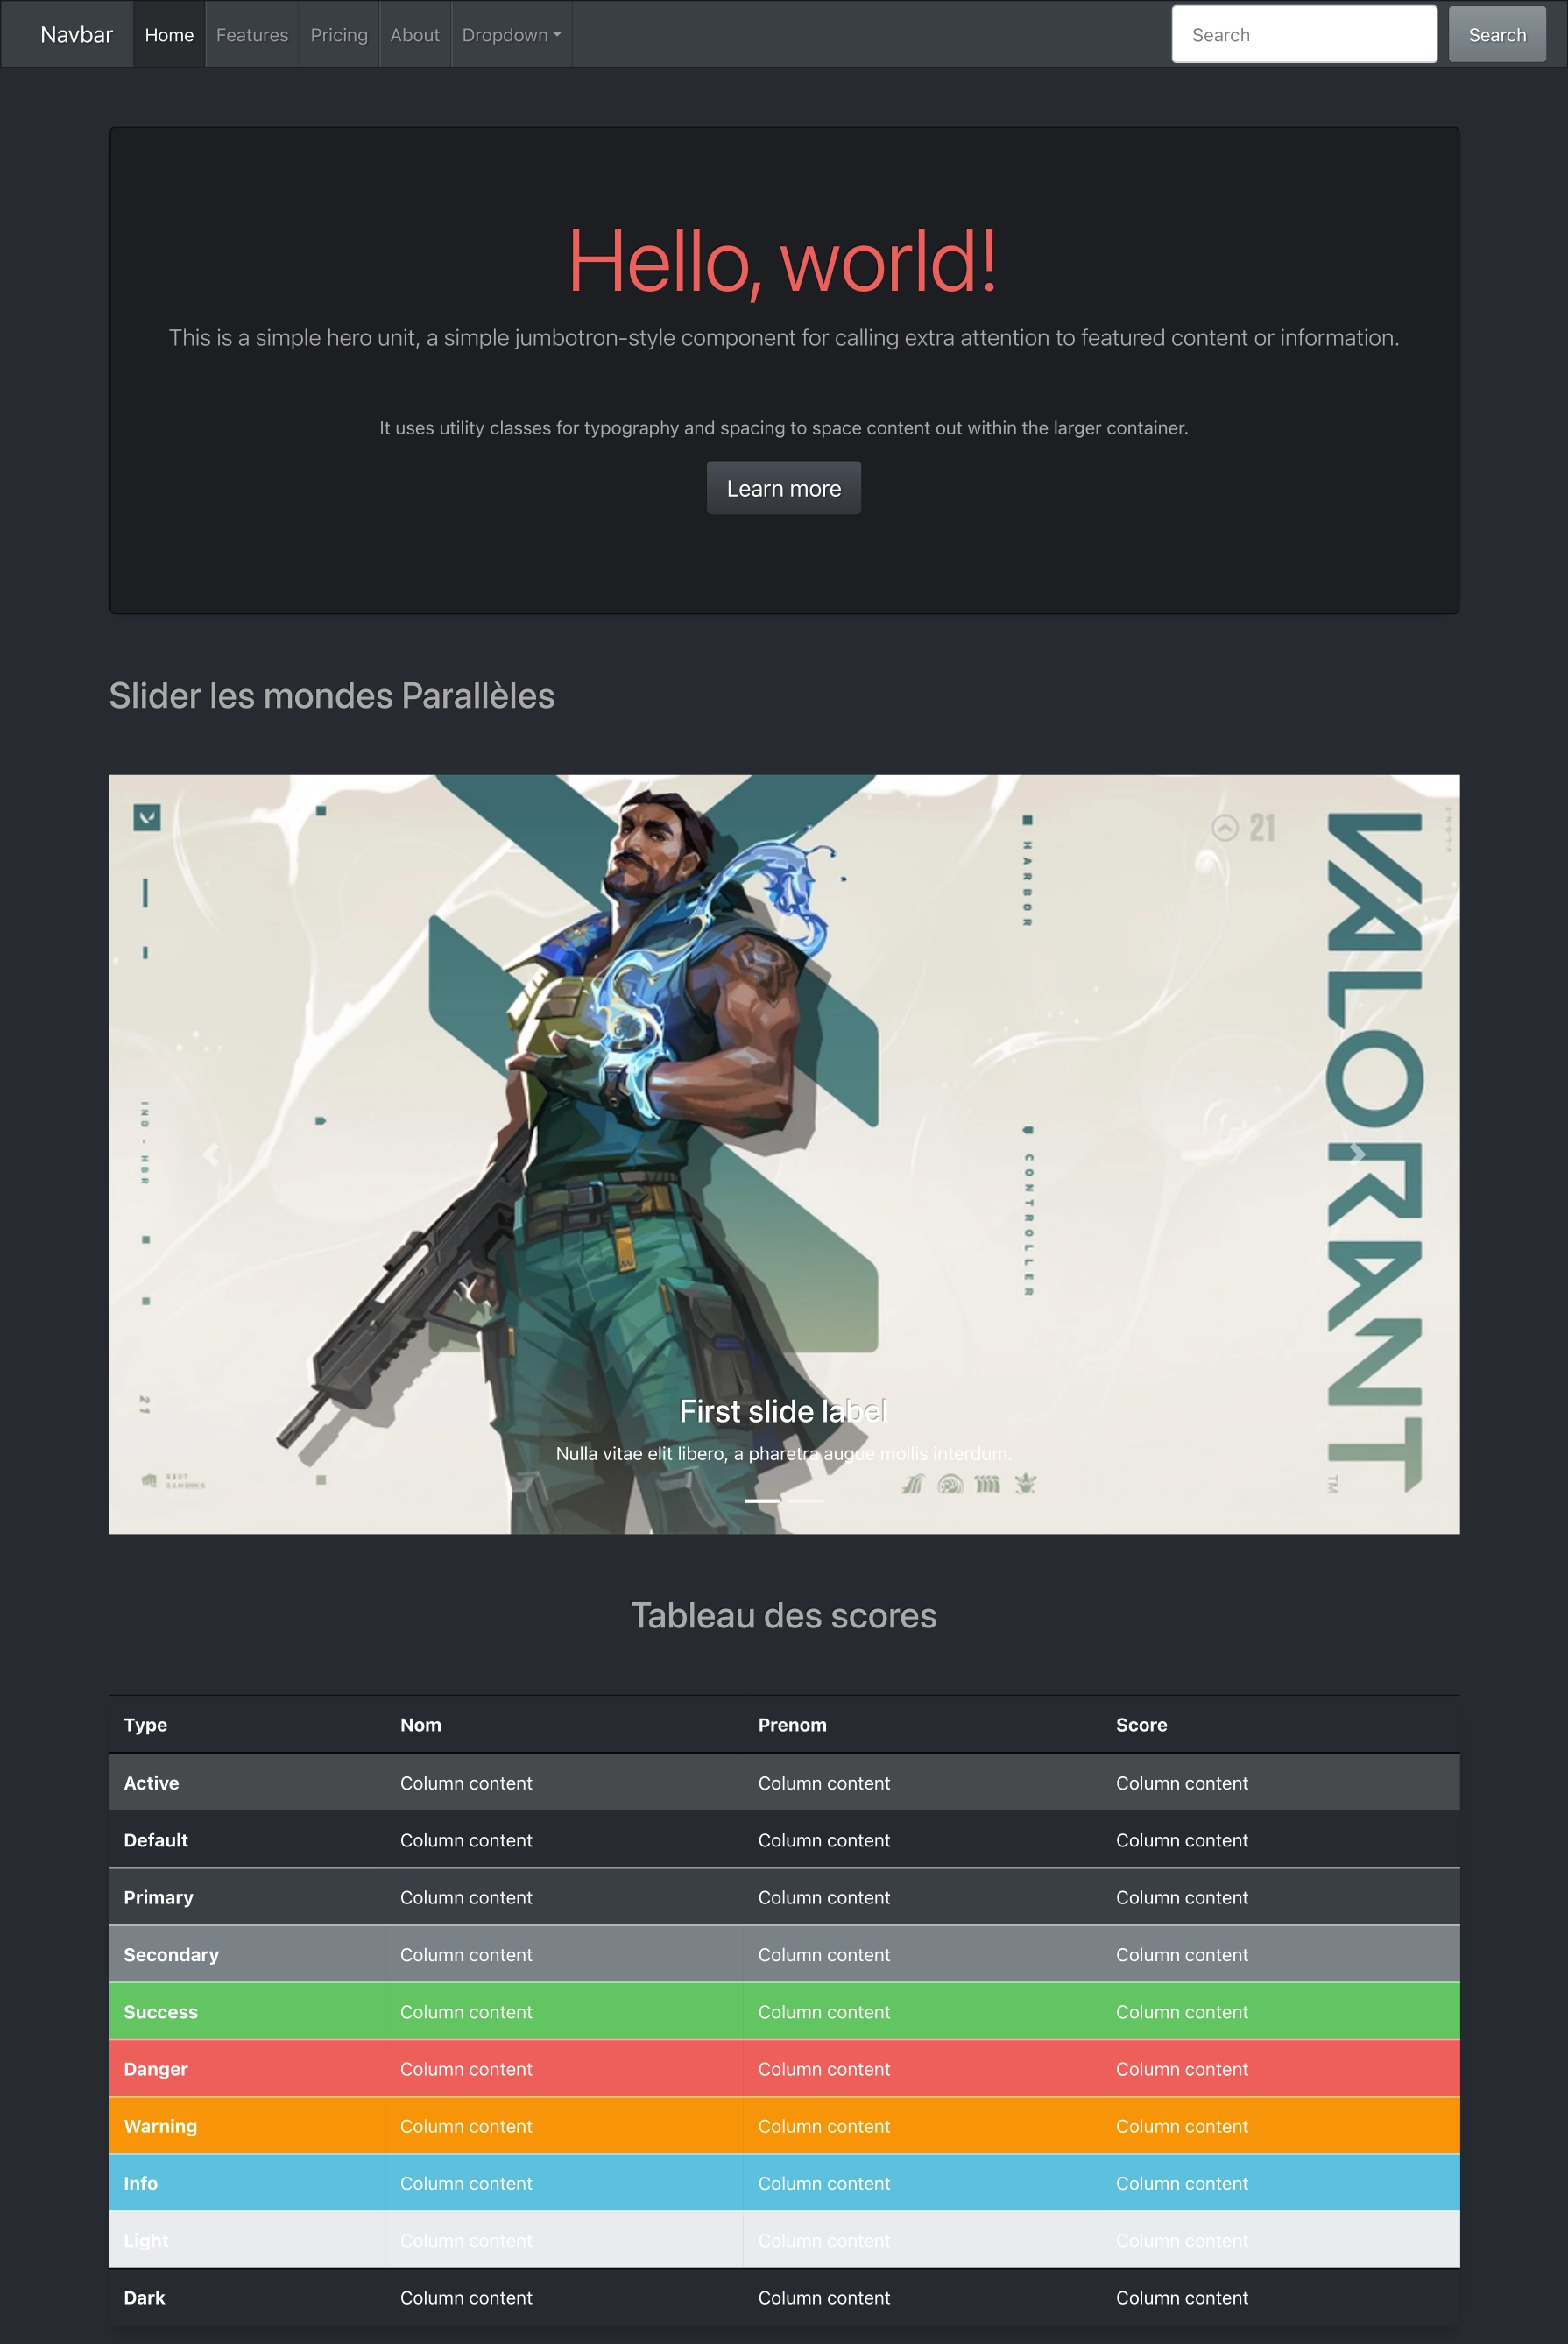 Navbar
Home
Features
Pricing
About
Dropdown
Search
Search
Hello, world!
This is a simple hero unit, a simple jumbotron-style component for calling extra attention to featured content or information.
It uses utility classes for typography and spacing to space content out within the larger container.
Learn more
Slider les mondes Parallèles
IND - HBR
21
HARBOR
CONTROLLER
21
VALORANT
TM
First slide label
Nulla vitae elit libero, a pharetra augue mollis interdum.
Tableau des scores
Type Nom Prenom Score
Active Column content Column content Column content
Default Column content Column content Column content
Primary Column content Column content Column content
Secondary Column content Column content Column content
Success Column content Column content Column content
Danger Column content Column content Column content
Warning Column content Column content Column content
Info Column content Column content Column content
Light Column content Column content Column content
Dark Column content Column content Column content